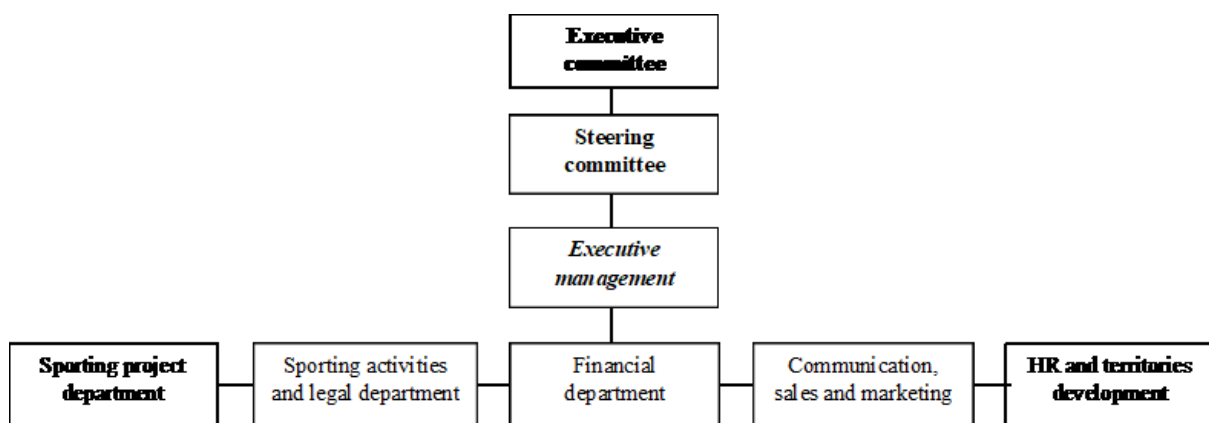 Executive
committee
Steering
committee
Executive
management
Sporting project
department
Sporting activities
and legal department
Financial
department
Communication,
sales and marketing
HR and territories
development